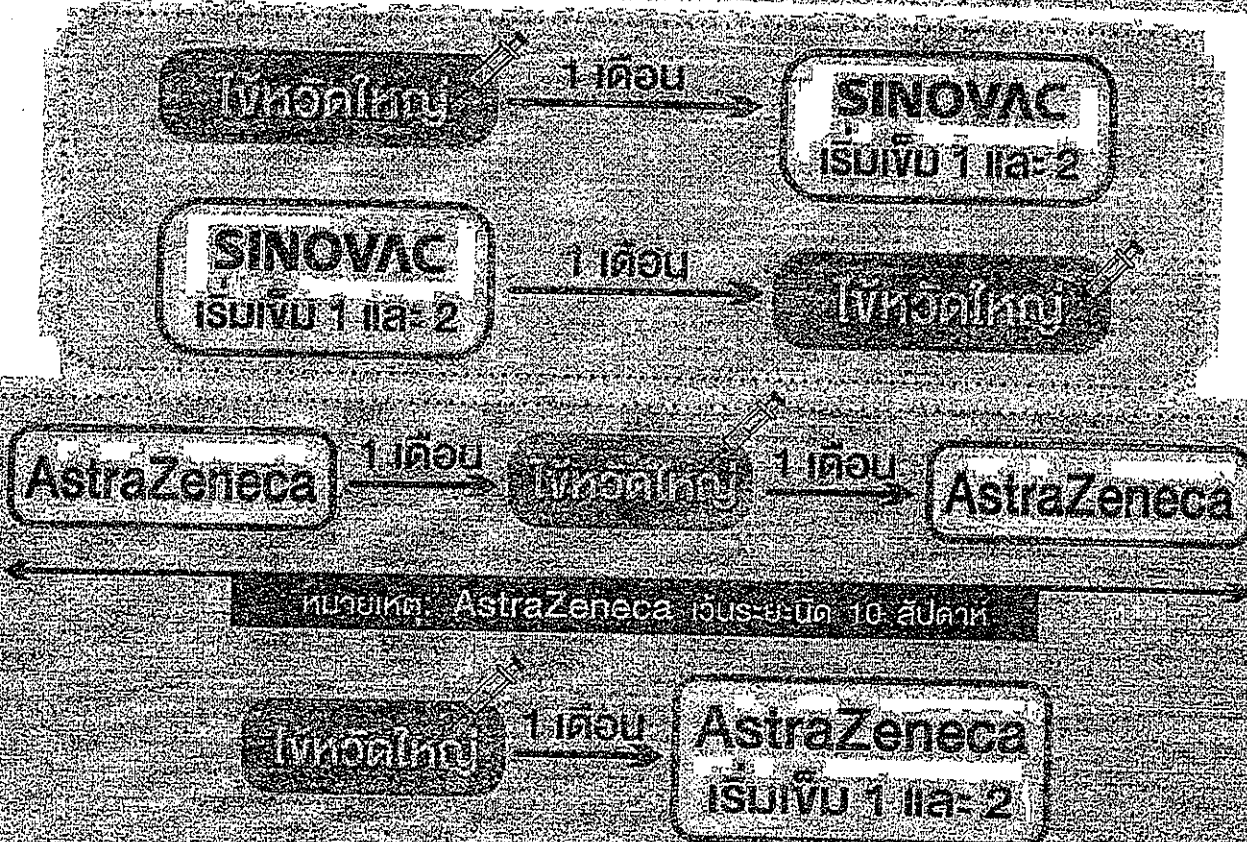 ไข้หวัดใหญ่ 1 เดือน SINOVAC
เริ่มเข็ม 1 และ 2
SINOVAC 1 เดือน ไข้หวัดใหญ่
เริ่มเข็ม 1 และ 2
AstraZeneca 1 เดือน ไข้หวัดใหญ่ 1 เดือน AstraZeneca
หมายเหตุ: AstraZeneca เว้นระยะฉีด 10 สัปดาห์
ไข้หวัดใหญ่ 1 เดือน AstraZeneca
เริ่มเข็ม 1 และ 2